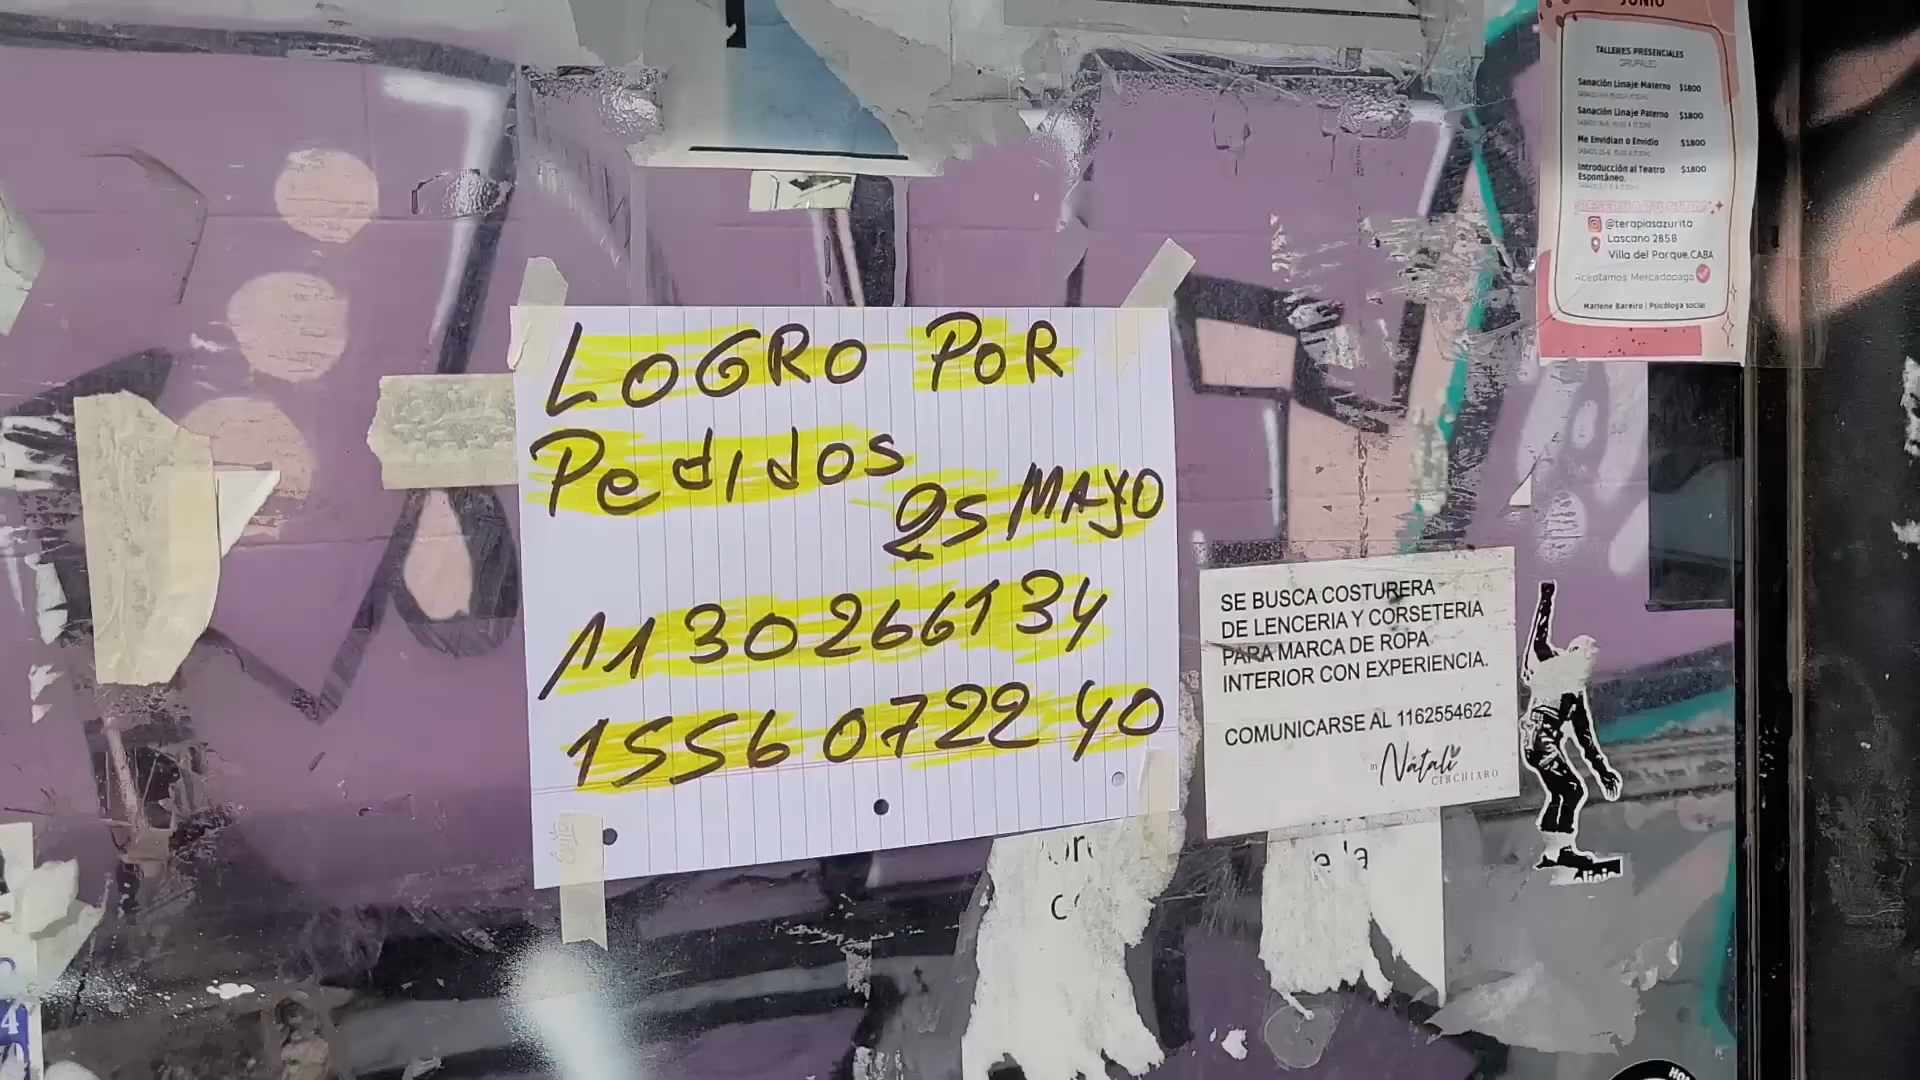 LOGRO POR
Pedidos
25 MAYO
1130266134
1556072240
SE BUSCA COSTURERA
DE LENCERIA Y CORSETERIA
PARA MARCA DE ROPA
INTERIOR CON EXPERIENCIA.
COMUNICARSE AL 1162554622
BY Nátali
CIRCHIARO
JUNIO
TALLERES PRESENCIALES
GRUPALES
Sanación Linaje Materno $1800
Sanación Linaje Paterno $1800
Me Envidian o Envidio $1800
Introducción al Teatro $1800
Espontáneo.
@terapiasazurita
Lascano 2858
Villa del Parque, CABA
Aceptamos Mercadopago
Marlene Bareiro | Psicóloga social